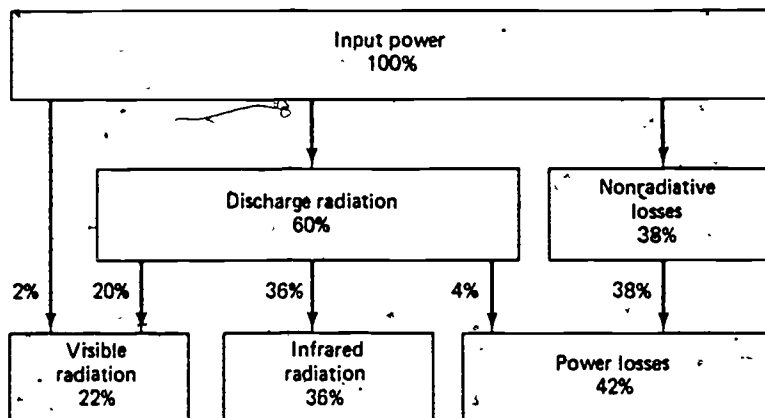 Input power
100%
Discharge radiation
60%
Nonradiative
losses
38%
2%
20%
36%
4%
38%
Visible
radiation
22%
Infrared
radiation
36%
Power losses
42%